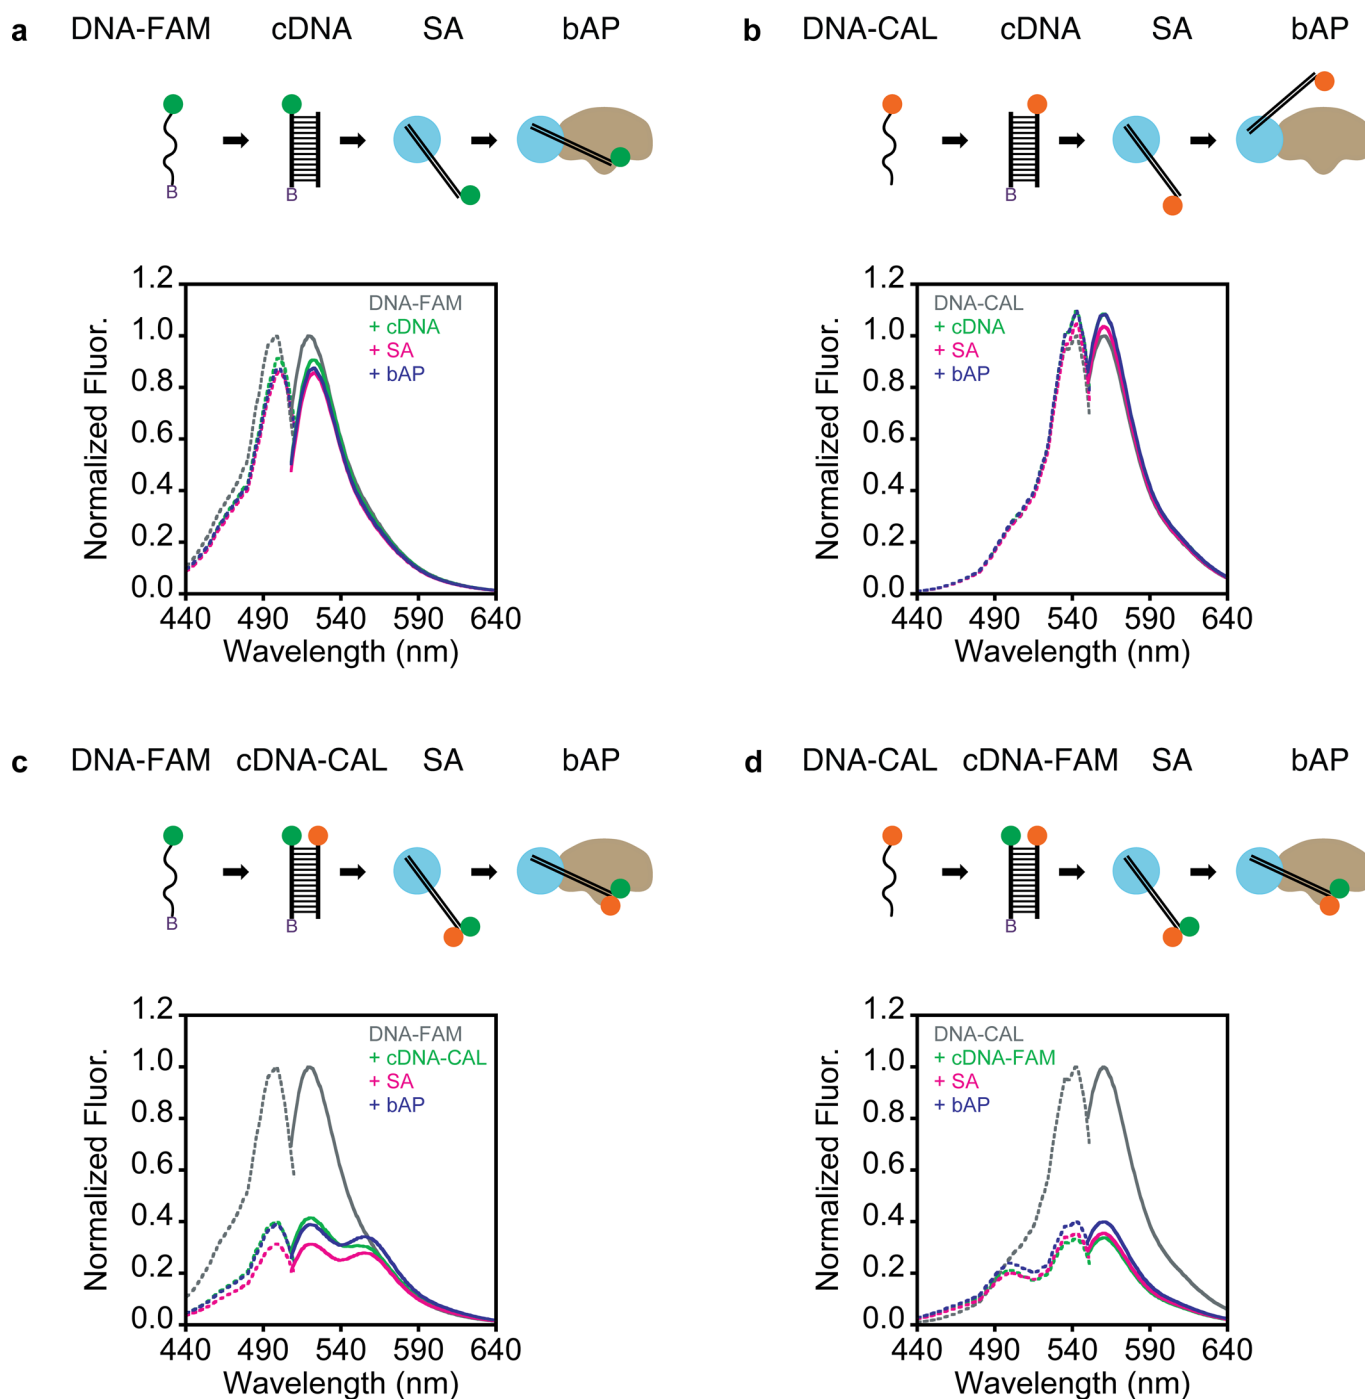 a DNA-FAM cDNA SA bAP
B B
1.2
1.0
0.8
0.6
0.4
0.2
0.0
Normalized Fluor.
DNA-FAM
+ cDNA
+ SA
+ bAP
440 490 540 590 640
Wavelength (nm)
b DNA-CAL cDNA SA bAP
B
1.2
1.0
0.8
0.6
0.4
0.2
0.0
Normalized Fluor.
DNA-CAL
+ cDNA
+ SA
+ bAP
440 490 540 590 640
Wavelength (nm)
c DNA-FAM cDNA-CAL SA bAP
B B
1.2
1.0
0.8
0.6
0.4
0.2
0.0
Normalized Fluor.
DNA-FAM
+ cDNA-CAL
+ SA
+ bAP
440 490 540 590 640
Wavelength (nm)
d DNA-CAL cDNA-FAM SA bAP
B
1.2
1.0
0.8
0.6
0.4
0.2
0.0
Normalized Fluor.
DNA-CAL
+ cDNA-FAM
+ SA
+ bAP
440 490 540 590 640
Wavelength (nm)